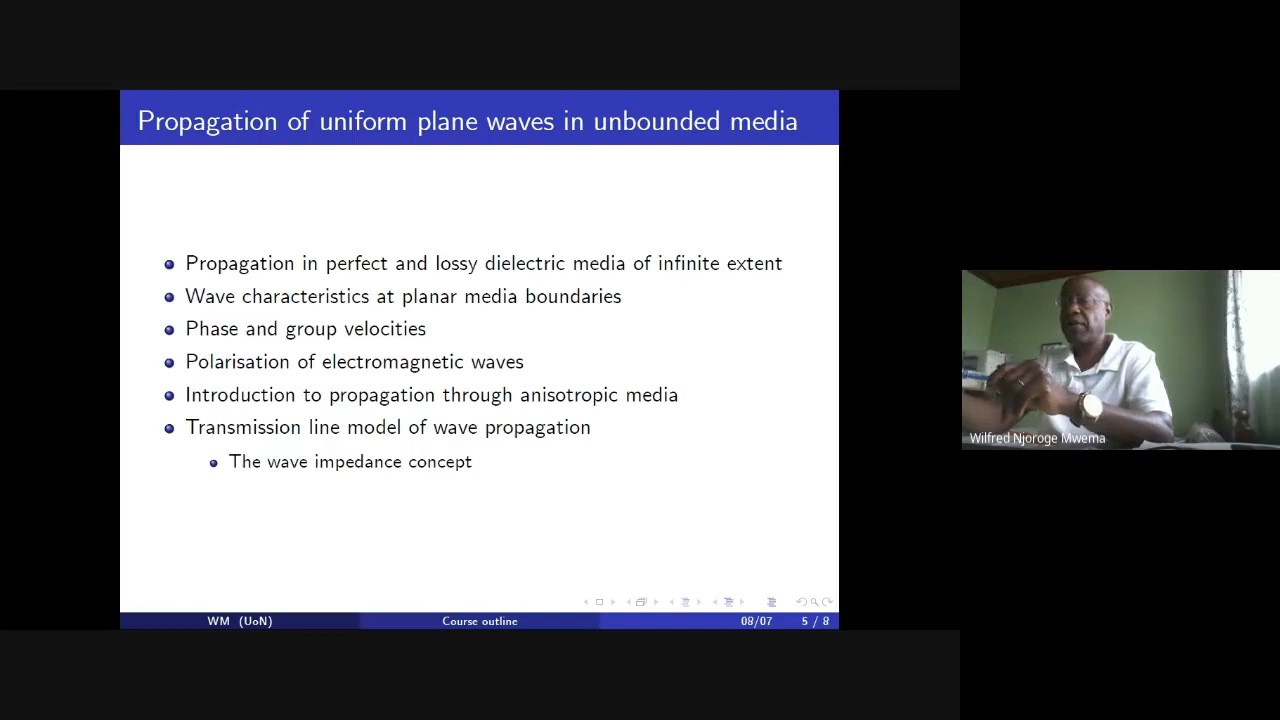 Propagation of uniform plane waves in unbounded media
Propagation in perfect and lossy dielectric media of infinite extent
Wave characteristics at planar media boundaries
Phase and group velocities
Polarisation of electromagnetic waves
Introduction to propagation through anisotropic media
Transmission line model of wave propagation
The wave impedance concept
WM (UoN) Course outline 08/07 5 / 8
Wilfred Njoroge Mwema